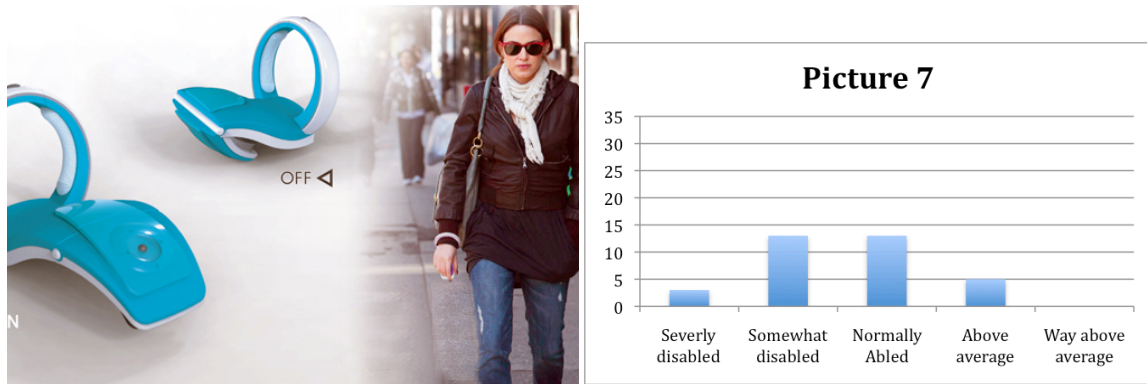 OFF
N
Picture 7
35
30
25
20
15
10
5
0
Severly disabled
Somewhat disabled
Normally Abled
Above average
Way above average